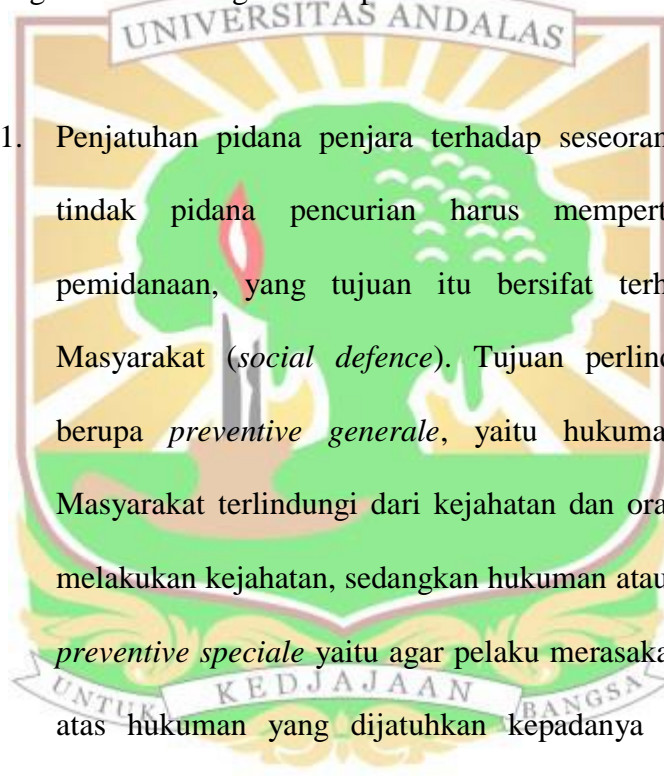 UNIVERSITAS ANDALAS
1. Penjatuhan pidana penjara terhadap seseoran
tindak pidana pencurian harus mempert
pemidanaan, yang tujuan itu bersifat terh
Masyarakat (social defence). Tujuan perlind
berupa preventive generale, yaitu hukuma
Masyarakat terlindungi dari kejahatan dan ora
melakukan kejahatan, sedangkan hukuman atau
preventive speciale yaitu agar pelaku merasaka
UNTUK KEDJAJAAN BANGSA
atas hukuman yang dijatuhkan kepadanya